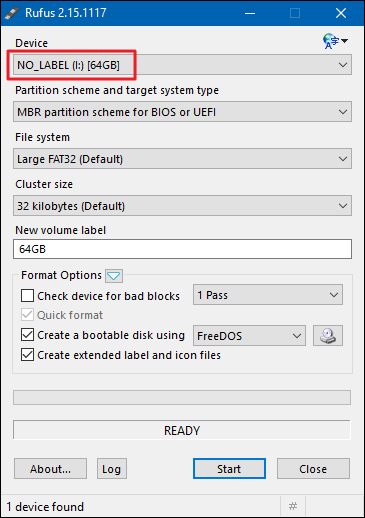 Rufus 2.15.1117
Device
NO_LABEL (I:) [64GB]
Partition scheme and target system type
MBR partition scheme for BIOS or UEFI
File system
Large FAT32 (Default)
Cluster size
32 kilobytes (Default)
New volume label
64GB
Format Options
Check device for bad blocks 1 Pass
Quick format
Create a bootable disk using FreeDOS
Create extended label and icon files
READY
About... Log Start Close
1 device found #